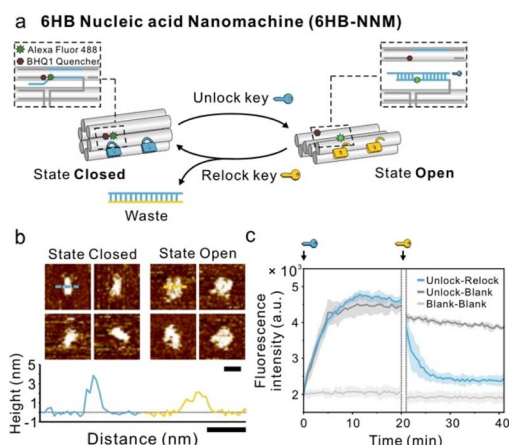 a 6HB Nucleic acid Nanomachine (6HB-NNM)
Alexa Fluor 488
BHQ1 Quencher
Unlock key
State Closed
State Open
Relock key
Waste
b
State Closed State Open
Height (nm)
5
3
1
-1
Distance (nm)
c
× 10³
Fluorescence
intensity (a.u.)
5
4
3
2
Unlock-Relock
Unlock-Blank
Blank-Blank
0 10 20 30 40
Time (min)